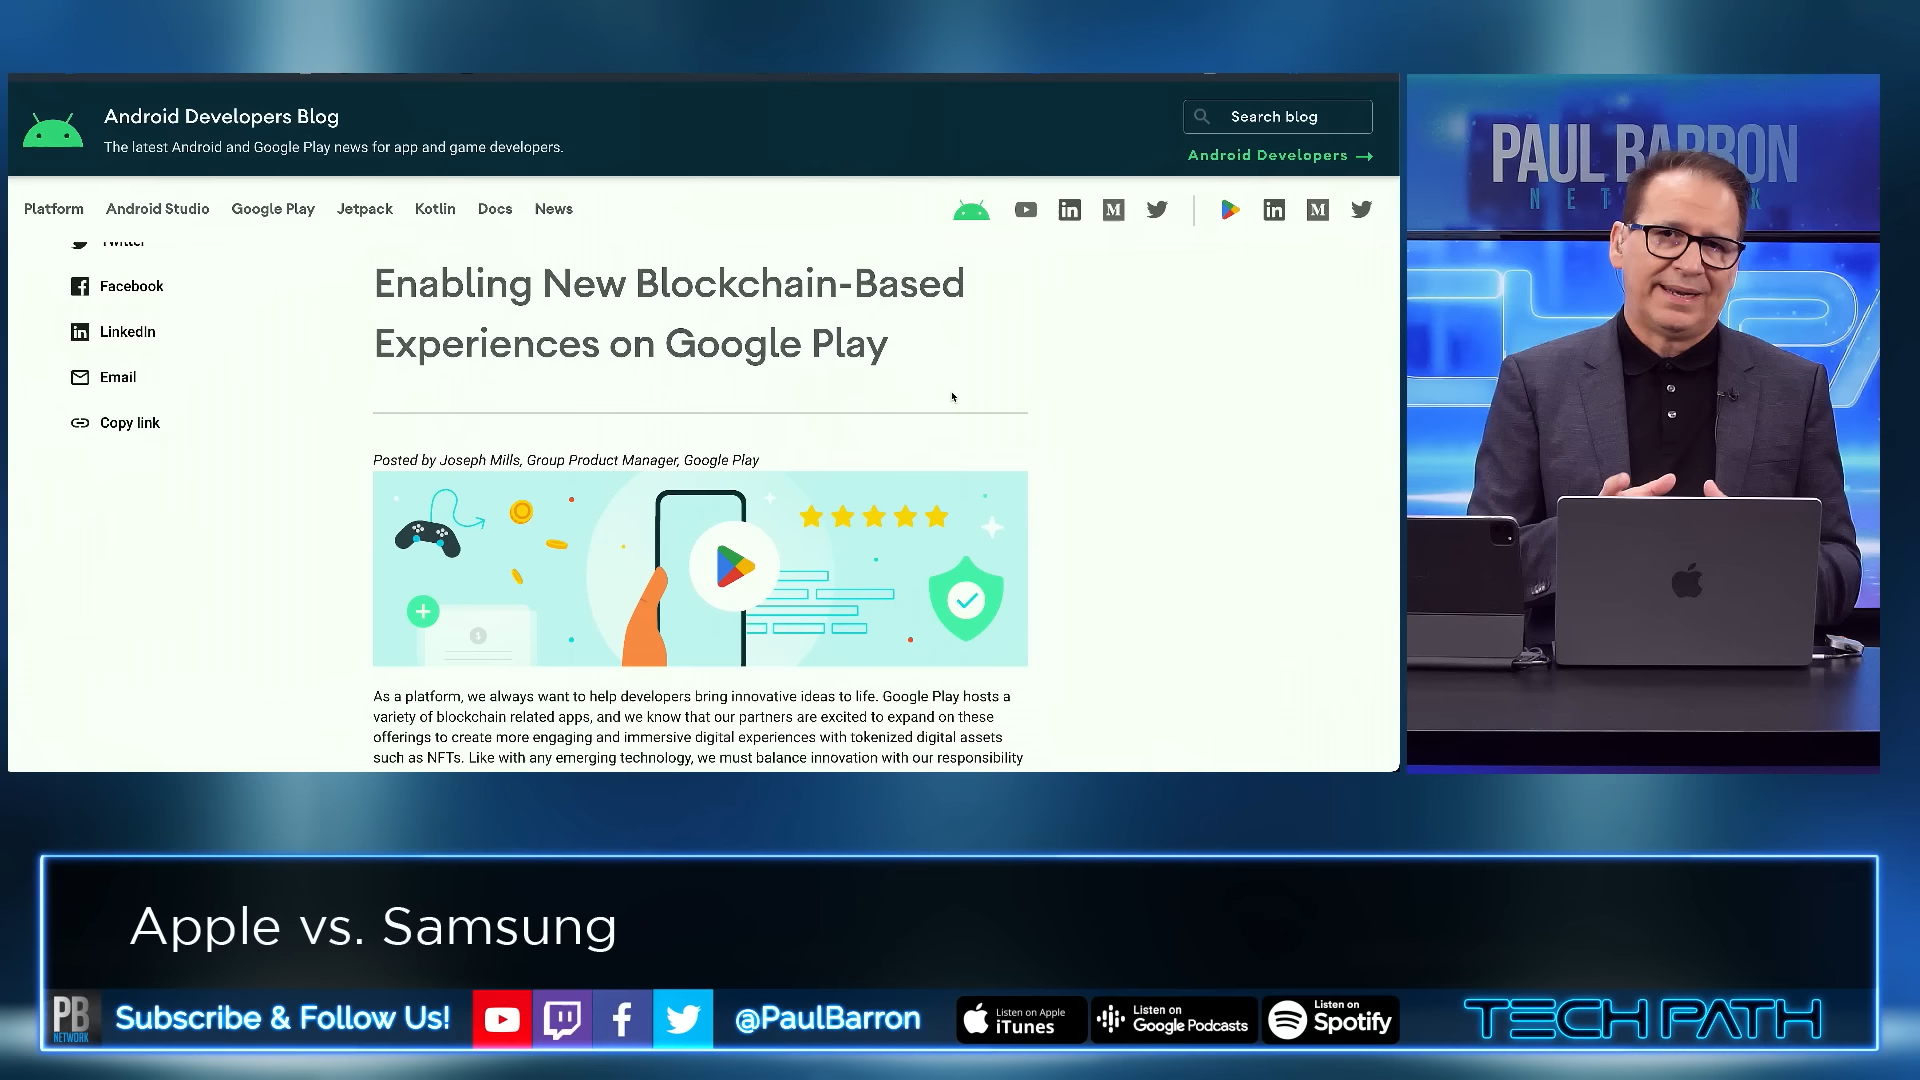 Android Developers Blog
The latest Android and Google Play news for app and game developers.
Search blog
Android Developers →
Platform Android Studio Google Play Jetpack Kotlin Docs News
Twitter
Facebook
LinkedIn
Email
Copy link
Enabling New Blockchain-Based
Experiences on Google Play
Posted by Joseph Mills, Group Product Manager, Google Play
As a platform, we always want to help developers bring innovative ideas to life. Google Play hosts a
variety of blockchain related apps, and we know that our partners are excited to expand on these
offerings to create more engaging and immersive digital experiences with tokenized digital assets
such as NFTs. Like with any emerging technology, we must balance innovation with our responsibility
PAUL BARRON
NETWORK
Apple vs. Samsung
PB
NETWORK
Subscribe & Follow Us!
@PaulBarron
Listen on Apple
iTunes
Listen on
Google Podcasts
Listen on
Spotify
TECH PATH